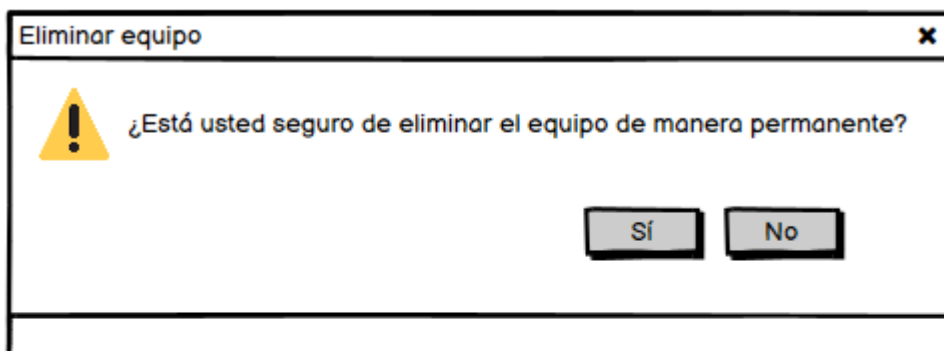 Eliminar equipo
¿Está usted seguro de eliminar el equipo de manera permanente?
Sí No